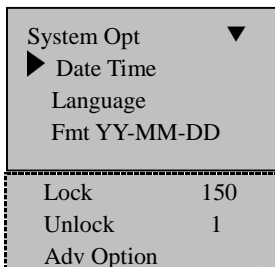 System Opt ▼
▶ Date Time
Language
Fmt YY-MM-DD
Lock 150
Unlock 1
Adv Option